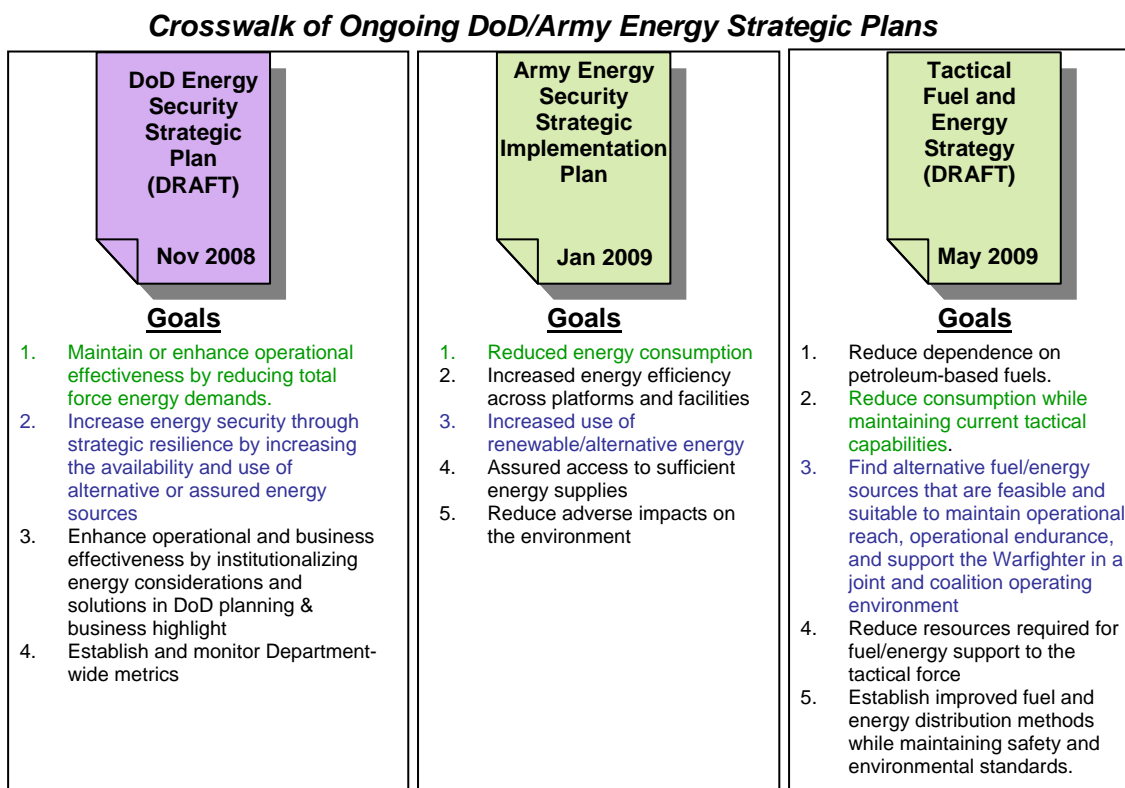 Crosswalk of Ongoing DoD/Army Energy Strategic Plans
DoD Energy
Security
Strategic
Plan
(DRAFT)
Nov 2008
Goals
1. Maintain or enhance operational
effectiveness by reducing total
force energy demands.
2. Increase energy security through
strategic resilience by increasing
the availability and use of
alternative or assured energy
sources
3. Enhance operational and business
effectiveness by institutionalizing
energy considerations and
solutions in DoD planning &
business highlight
4. Establish and monitor Department-
wide metrics
Army Energy
Security
Strategic
Implementation
Plan
Jan 2009
Goals
1. Reduced energy consumption
2. Increased energy efficiency
across platforms and facilities
3. Increased use of
renewable/alternative energy
4. Assured access to sufficient
energy supplies
5. Reduce adverse impacts on
the environment
Tactical
Fuel and
Energy
Strategy
(DRAFT)
May 2009
Goals
1. Reduce dependence on
petroleum-based fuels.
2. Reduce consumption while
maintaining current tactical
capabilities.
3. Find alternative fuel/energy
sources that are feasible and
suitable to maintain operational
reach, operational endurance,
and support the Warfighter in a
joint and coalition operating
environment
4. Reduce resources required for
fuel/energy support to the
tactical force
5. Establish improved fuel and
energy distribution methods
while maintaining safety and
environmental standards.